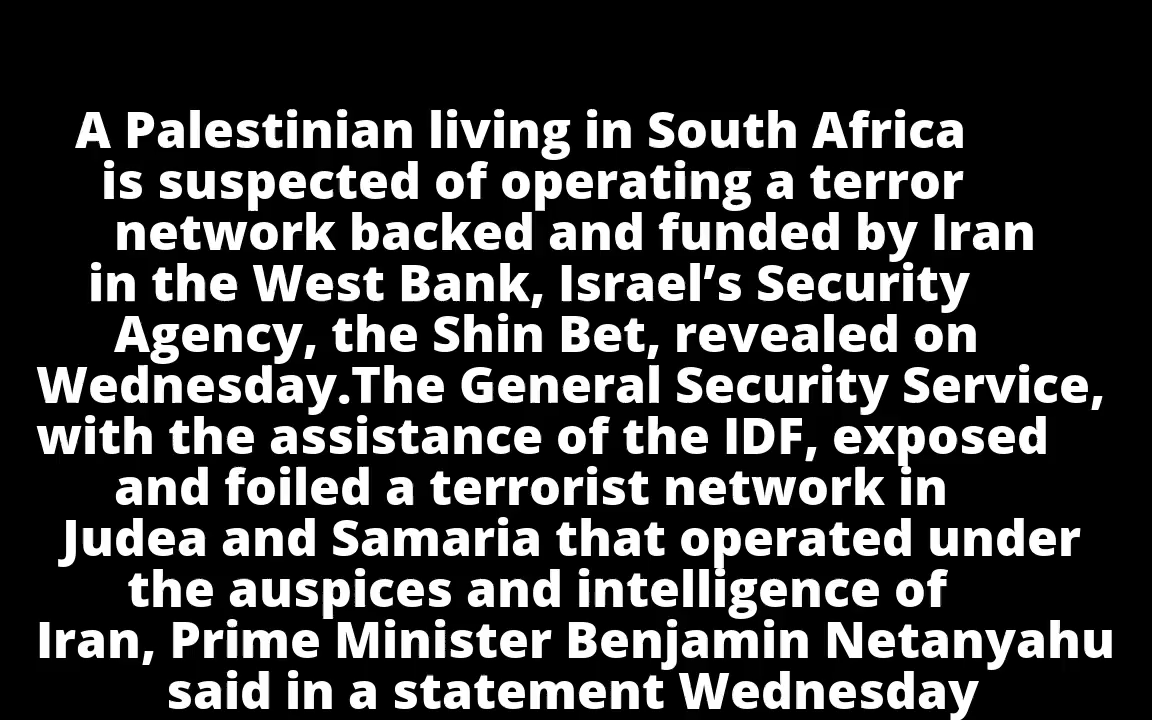 A Palestinian living in South Africa
is suspected of operating a terror
network backed and funded by Iran
in the West Bank, Israel’s Security
Agency, the Shin Bet, revealed on
Wednesday.The General Security Service,
with the assistance of the IDF, exposed
and foiled a terrorist network in
Judea and Samaria that operated under
the auspices and intelligence of
Iran, Prime Minister Benjamin Netanyahu
said in a statement Wednesday